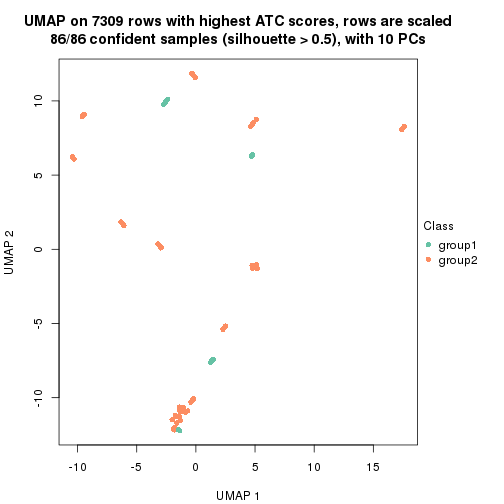 UMAP on 7309 rows with highest ATC scores, rows are scaled
86/86 confident samples (silhouette > 0.5), with 10 PCs
10
5
0
-5
-10
UMAP 2
Class
group1
group2
-10
-5
0
5
10
15
UMAP 1